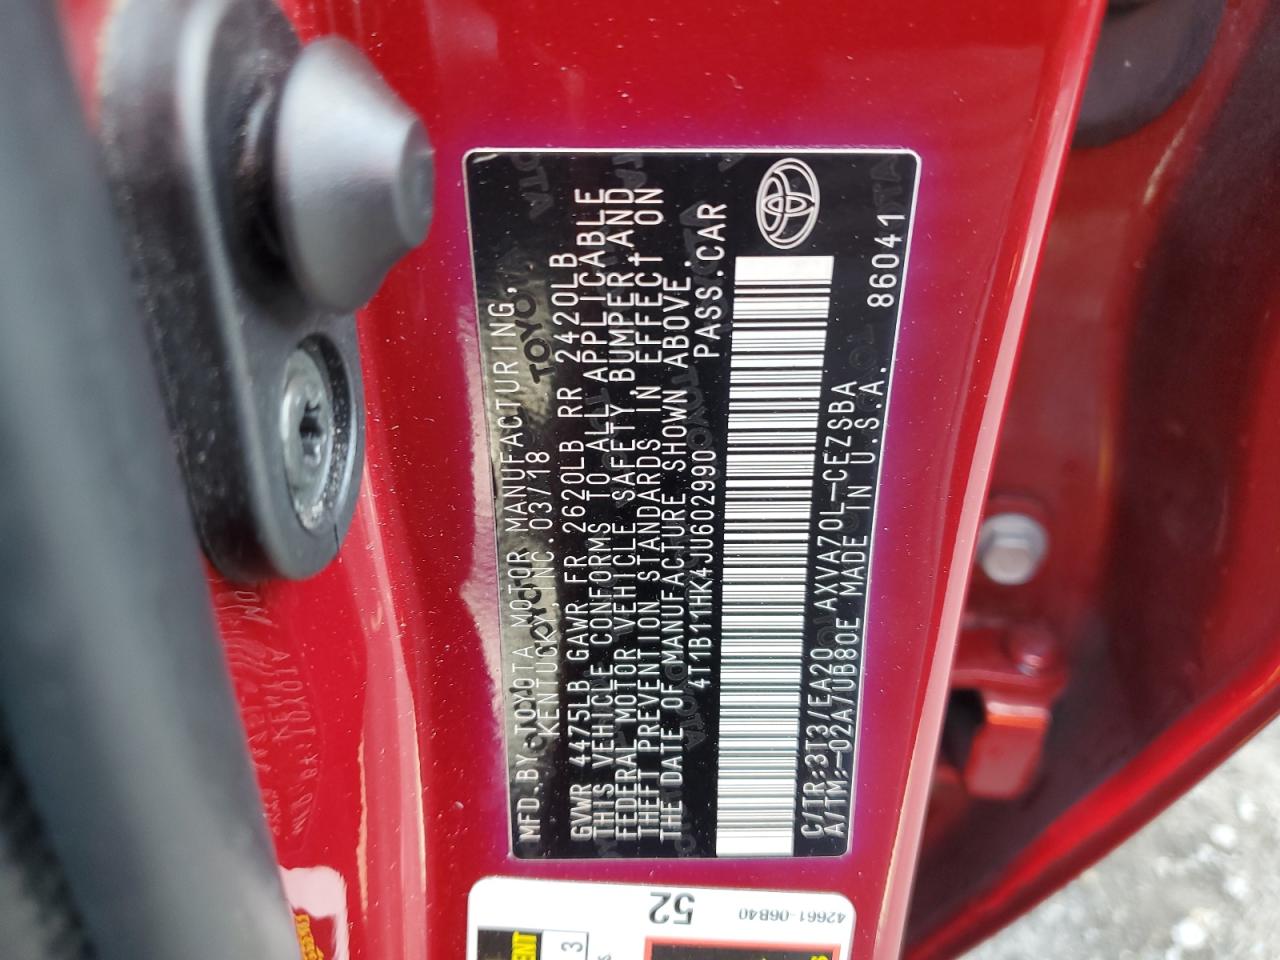 MFD.BY TOYOTA MOTOR MANUFACTURING,
KENTUCKY,INC. 03/18
GVWR 4475LB GAWR FR 2620LB RR 2420LB
THIS VEHICLE CONFORMS TO ALL APPLICABLE
FEDERAL MOTOR VEHICLE SAFETY,BUMPER,AND
THEFT PREVENTION STANDARDS IN EFFECT ON
THE DATE OF MANUFACTURE SHOWN ABOVE.
4T1B11HK4JU602990 PASS.CAR
C/TR:3T3/EA20 AXVA70L-CEZSBA
A/TM:-02A/UB80E MADE IN U.S.A. 86041
52
42661-06B40
3